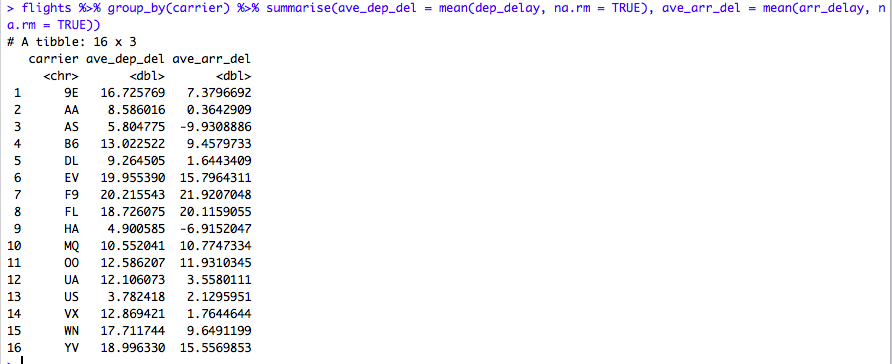 > flights %>% group_by(carrier) %>% summarise(ave_dep_del = mean(dep_delay, na.rm = TRUE), ave_arr_del = mean(arr_delay, n
a.rm = TRUE))
# A tibble: 16 x 3
carrier ave_dep_del ave_arr_del
<chr> <dbl> <dbl>
1 9E 16.725769 7.3796692
2 AA 8.586016 0.3642909
3 AS 5.804775 -9.9308886
4 B6 13.022522 9.4579733
5 DL 9.264505 1.6443409
6 EV 19.955390 15.7964311
7 F9 20.215543 21.9207048
8 FL 18.726075 20.1159055
9 HA 4.900585 -6.9152047
10 MQ 10.552041 10.7747334
11 OO 12.586207 11.9310345
12 UA 12.106073 3.5580111
13 US 3.782418 2.1295951
14 VX 12.869421 1.7644644
15 WN 17.711744 9.6491199
16 YV 18.996330 15.5569853
>